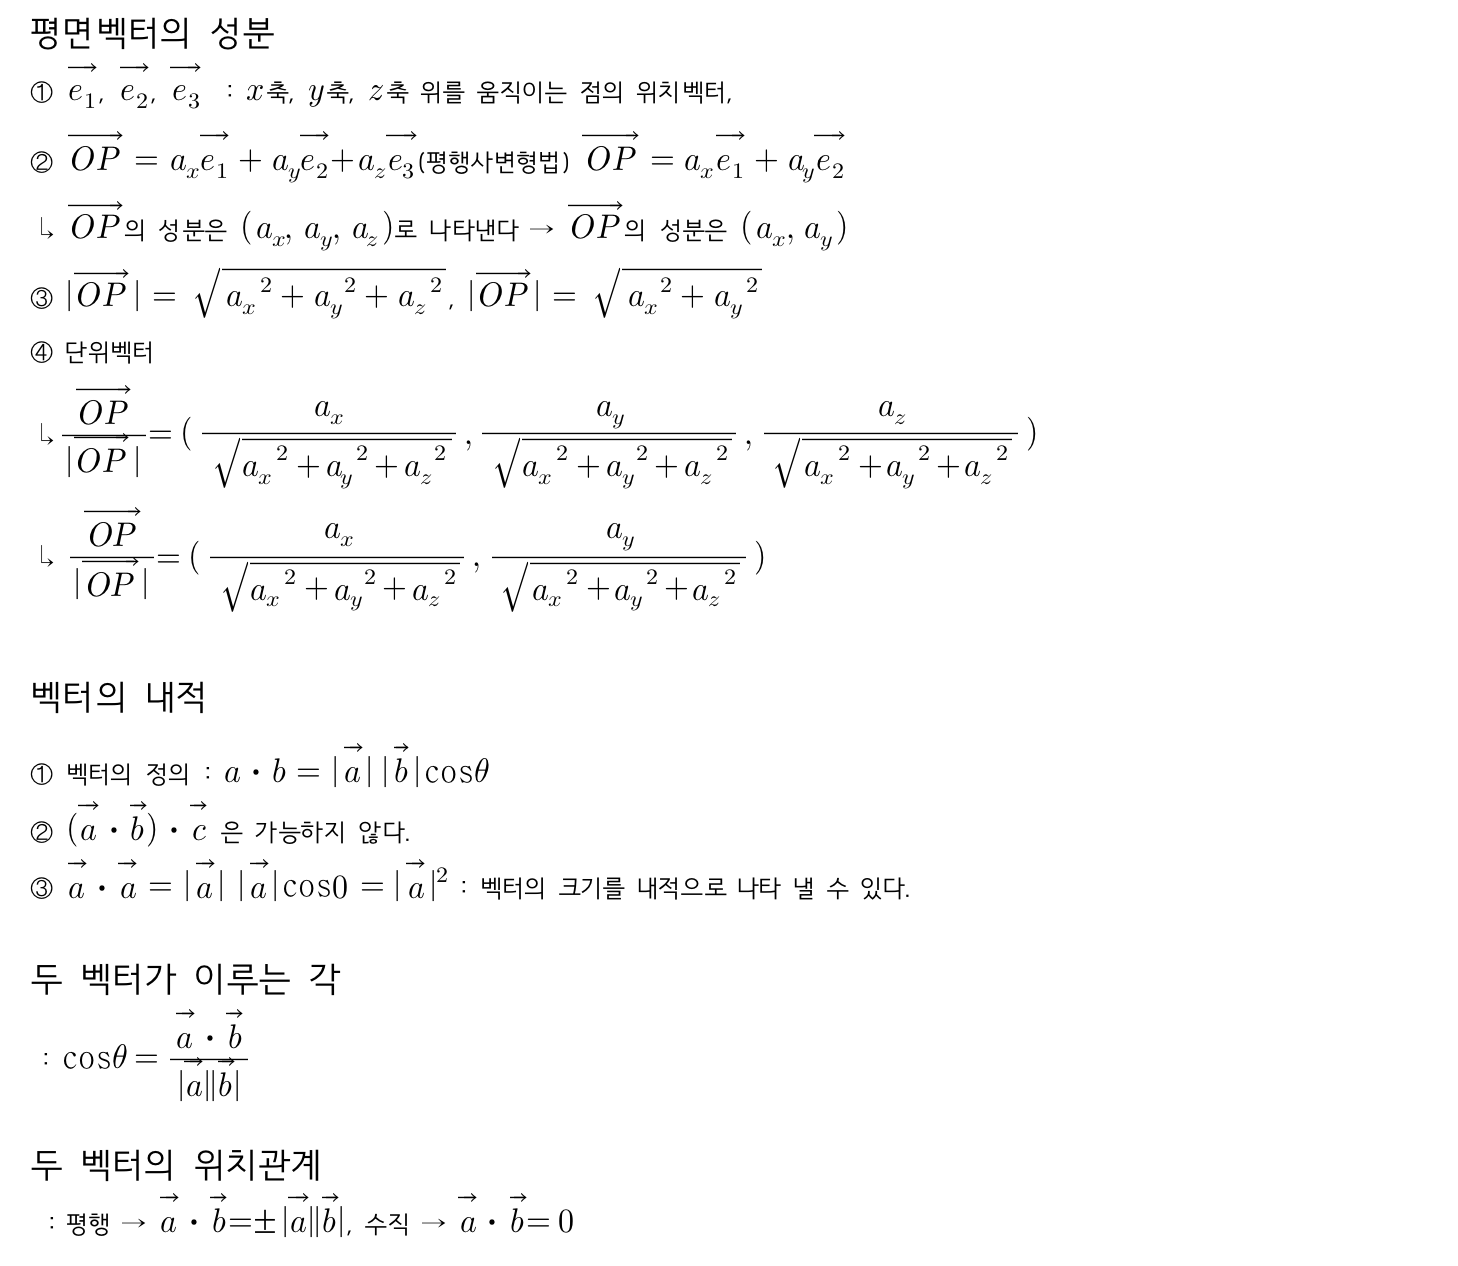 평면벡터의 성분
① $\overrightarrow{e_1}$, $\overrightarrow{e_2}$, $\overrightarrow{e_3}$ : $x$축, $y$축, $z$축 위를 움직이는 점의 위치벡터,
② $\overrightarrow{OP} = a_x\overrightarrow{e_1} + a_y\overrightarrow{e_2} + a_z\overrightarrow{e_3}$(평행사변형법) $\overrightarrow{OP} = a_x\overrightarrow{e_1} + a_y\overrightarrow{e_2}$
↳ $\overrightarrow{OP}$의 성분은 $(a_x, a_y, a_z)$로 나타낸다 → $\overrightarrow{OP}$의 성분은 $(a_x, a_y)$
③ $|\overrightarrow{OP}| = \sqrt{{a_x}^2 + {a_y}^2 + {a_z}^2}$, $|\overrightarrow{OP}| = \sqrt{{a_x}^2 + {a_y}^2}$
④ 단위벡터
↳ $\frac{\overrightarrow{OP}}{|\overrightarrow{OP}|} = (\frac{a_x}{\sqrt{{a_x}^2 + {a_y}^2 + {a_z}^2}}, \frac{a_y}{\sqrt{{a_x}^2 + {a_y}^2 + {a_z}^2}}, \frac{a_z}{\sqrt{{a_x}^2 + {a_y}^2 + {a_z}^2}})$
↳ $\frac{\overrightarrow{OP}}{|\overrightarrow{OP}|} = (\frac{a_x}{\sqrt{{a_x}^2 + {a_y}^2 + {a_z}^2}}, \frac{a_y}{\sqrt{{a_x}^2 + {a_y}^2 + {a_z}^2}})$
벡터의 내적
① 벡터의 정의 : $a \cdot b = |\vec{a}||\vec{b}|\cos\theta$
② $(\vec{a} \cdot \vec{b}) \cdot \vec{c}$ 은 가능하지 않다.
③ $\vec{a} \cdot \vec{a} = |\vec{a}||\vec{a}|\cos 0 = |\vec{a}|^2$ : 벡터의 크기를 내적으로 나타 낼 수 있다.
두 벡터가 이루는 각
: $\cos\theta = \frac{\vec{a} \cdot \vec{b}}{|\vec{a}||\vec{b}|}$
두 벡터의 위치관계
: 평행 → $\vec{a} \cdot \vec{b} = \pm|\vec{a}||\vec{b}|$, 수직 → $\vec{a} \cdot \vec{b} = 0$